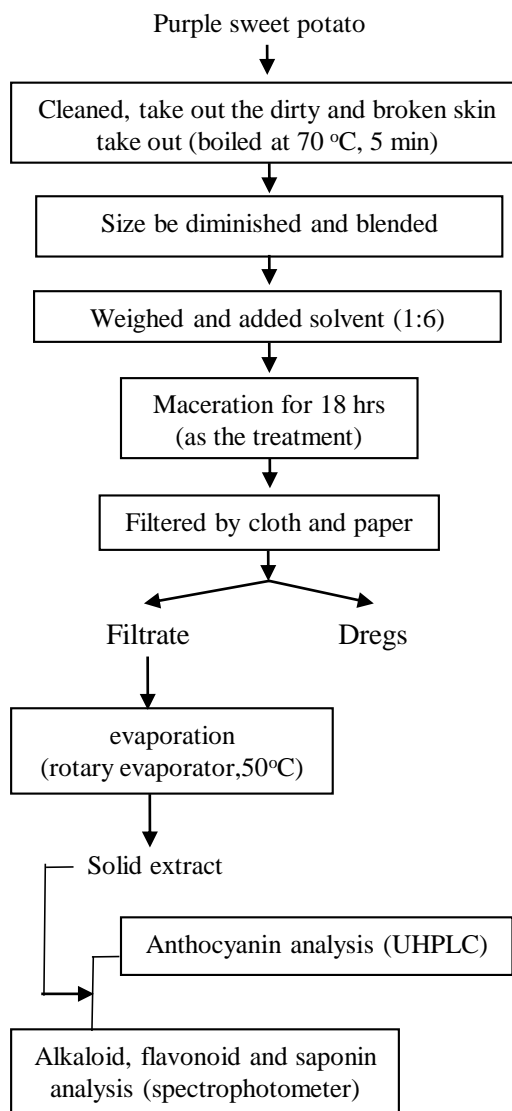 Purple sweet potato
Cleaned, take out the dirty and broken skin
take out (boiled at 70 °C, 5 min)
Size be diminished and blended
Weighed and added solvent (1:6)
Maceration for 18 hrs
(as the treatment)
Filtered by cloth and paper
Filtrate
Dregs
evaporation
(rotary evaporator,50°C)
Solid extract
Anthocyanin analysis (UHPLC)
Alkaloid, flavonoid and saponin
analysis (spectrophotometer)